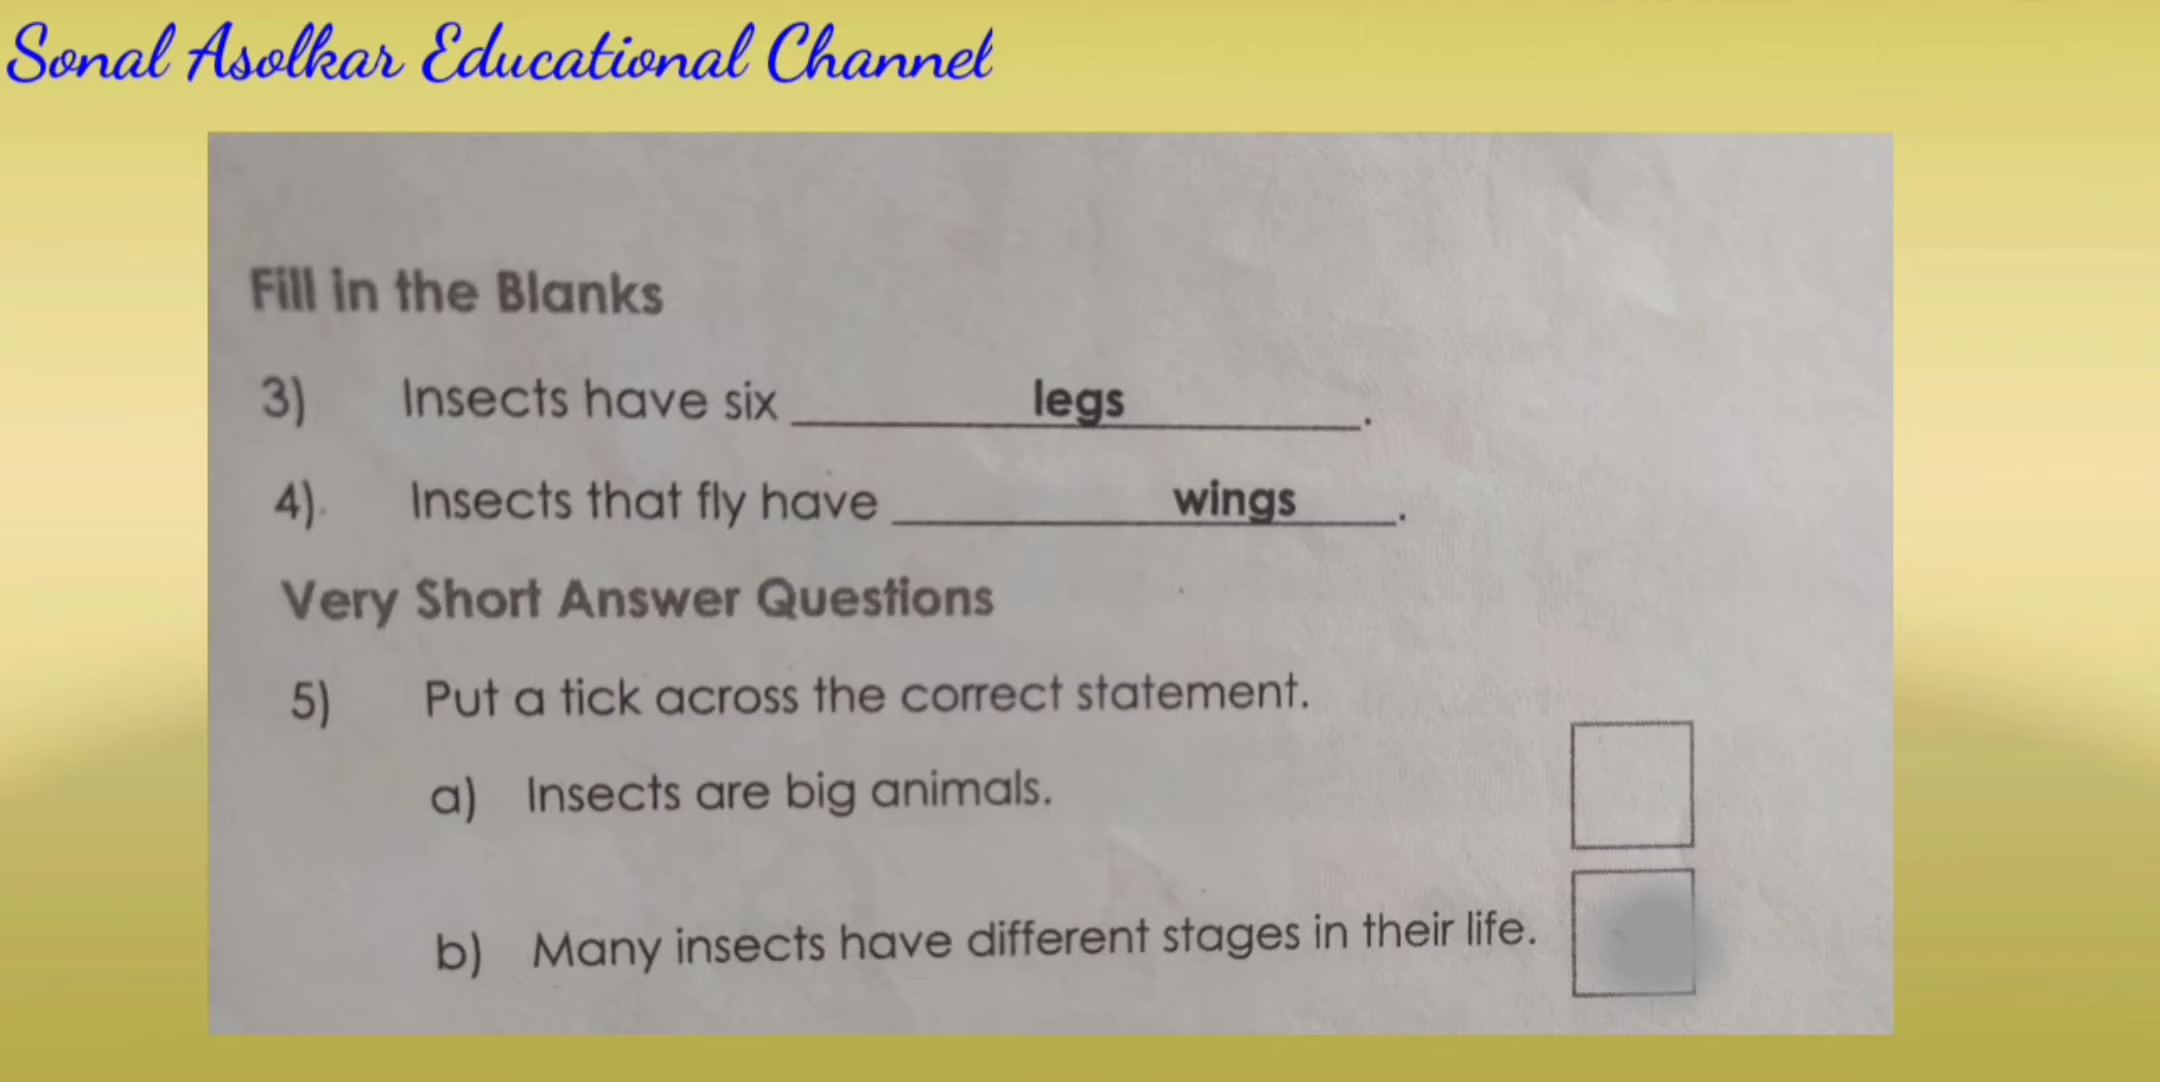 Sonal Asolkar Educational Channel
Fill in the Blanks
3) Insects have six legs.
4). Insects that fly have wings.
Very Short Answer Questions
5) Put a tick across the correct statement.
a) Insects are big animals.
b) Many insects have different stages in their life.